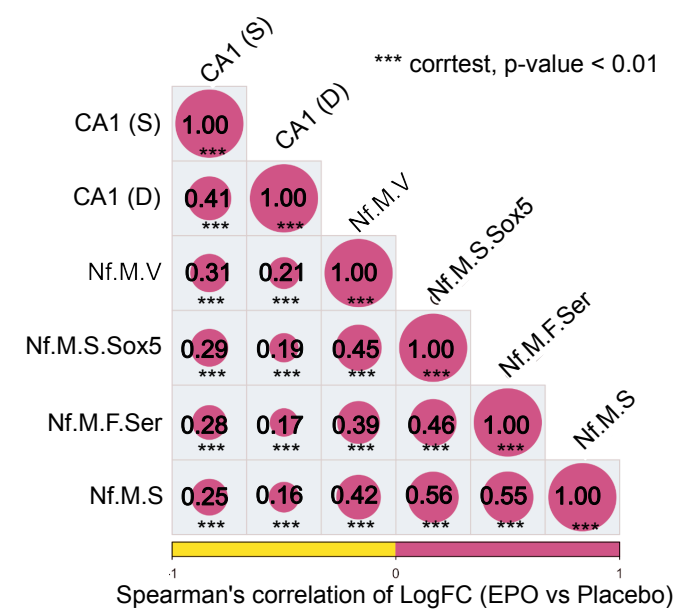 CA1 (S)
*** corrtest, p-value < 0.01
CA1 (D)
CA1 (S)
1.00
***
Nf.M.V
CA1 (D)
0.41 1.00
*** ***
Nf.M.S.Sox5
Nf.M.V
0.31 0.21 1.00
*** *** ***
Nf.M.F.Ser
Nf.M.S.Sox5
0.29 0.19 0.45 1.00
*** *** *** ***
Nf.M.S
Nf.M.F.Ser
0.28 0.17 0.39 0.46 1.00
*** *** *** *** ***
Nf.M.S
0.25 0.16 0.42 0.56 0.55 1.00
*** *** *** *** *** ***
-1 0 1
Spearman's correlation of LogFC (EPO vs Placebo)